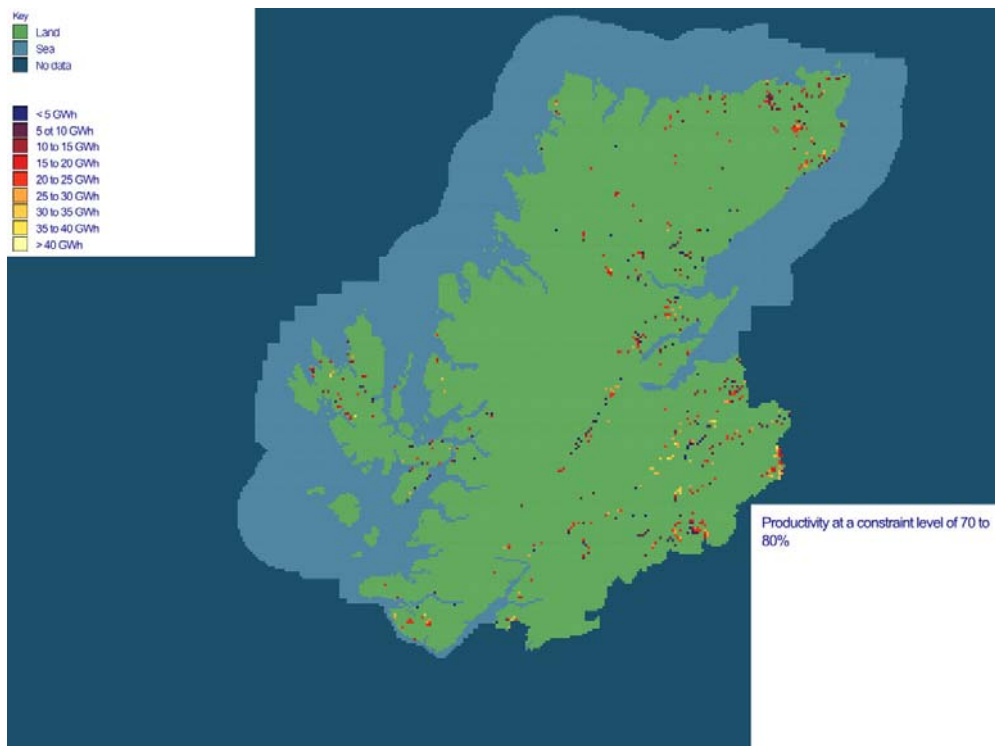 Key
Land
Sea
No data
< 5 GWh
5 ot 10 GWh
10 to 15 GWh
15 to 20 GWh
20 to 25 GWh
25 to 30 GWh
30 to 35 GWh
35 to 40 GWh
> 40 GWh
Productivity at a constraint level of 70 to
80%